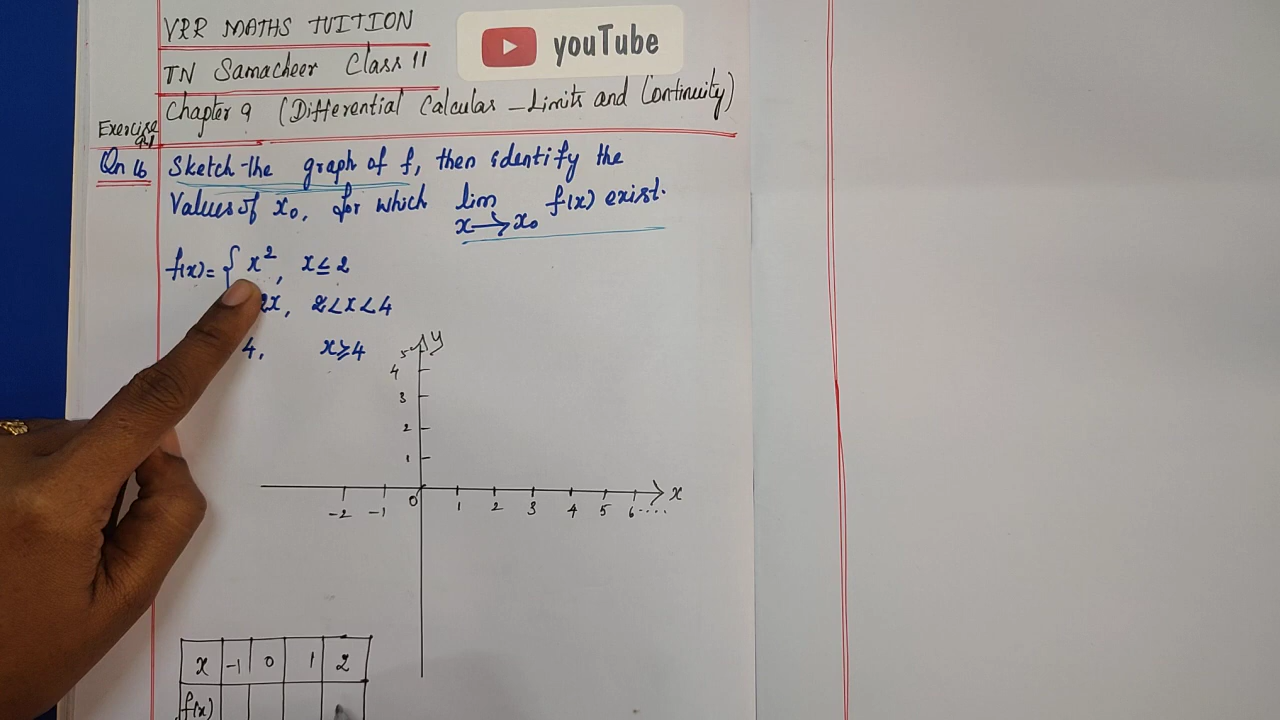 VRR MATHS TUITION
youTube
TN Samacheer Class 11
Chapter 9 (Differential Calculus - Limits and Continuity)
Exercise 9.1
Qn 16 Sketch the graph of f, then identify the
Values of x₀, for which lim x→x₀ f(x) exist.
f(x) = { x², x ≤ 2
2x, 2 < x < 4
4, x ≥ 4
y
5
4
3
2
1
-2 -1 0 1 2 3 4 5 6.... x
x -1 0 1 2
f(x)